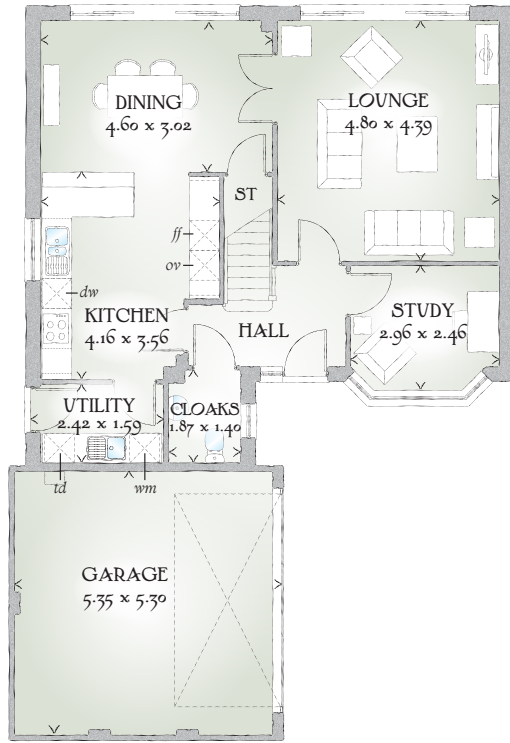 DINING
4.60 x 3.02
LOUNGE
4.80 x 4.39
ST
ff
ov
dw
KITCHEN
4.16 x 3.56
HALL
STUDY
2.96 x 2.46
UTILITY
2.42 x 1.59
CLOAKS
1.87 x 1.40
td
wm
GARAGE
5.35 x 5.30